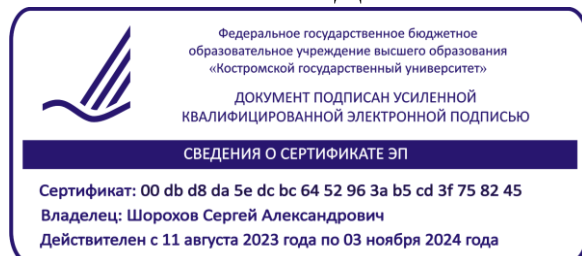 Федеральное государственное бюджетное
образовательное учреждение высшего образования
«Костромской государственный университет»
ДОКУМЕНТ ПОДПИСАН УСИЛЕННОЙ
КВАЛИФИЦИРОВАННОЙ ЭЛЕКТРОННОЙ ПОДПИСЬЮ
СВЕДЕНИЯ О СЕРТИФИКАТЕ ЭП
Сертификат: 00 db d8 da 5e dc bc 64 52 96 3a b5 cd 3f 75 82 45
Владелец: Шорохов Сергей Александрович
Действителен с 11 августа 2023 года по 03 ноября 2024 года